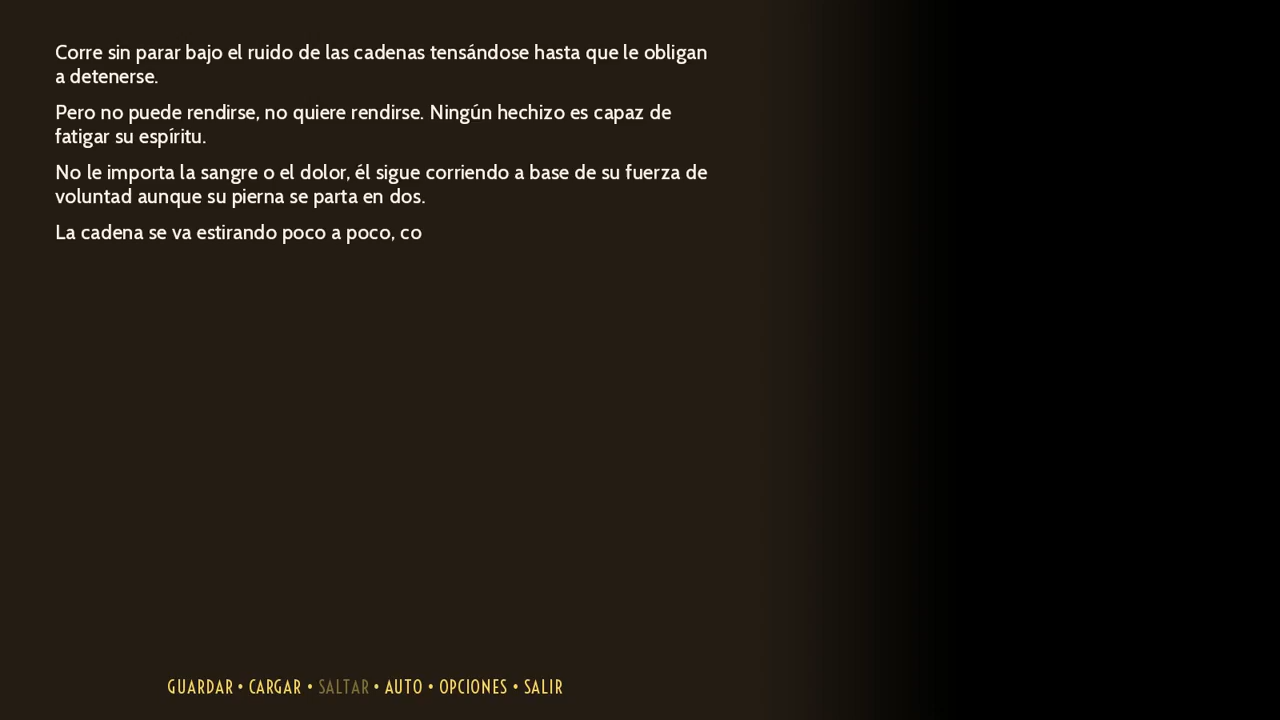 Corre sin parar bajo el ruido de las cadenas tensándose hasta que le obligan
a detenerse.
Pero no puede rendirse, no quiere rendirse. Ningún hechizo es capaz de
fatigar su espíritu.
No le importa la sangre o el dolor, él sigue corriendo a base de su fuerza de
voluntad aunque su pierna se parta en dos.
La cadena se va estirando poco a poco, co
GUARDAR • CARGAR • SALTAR • AUTO • OPCIONES • SALIR